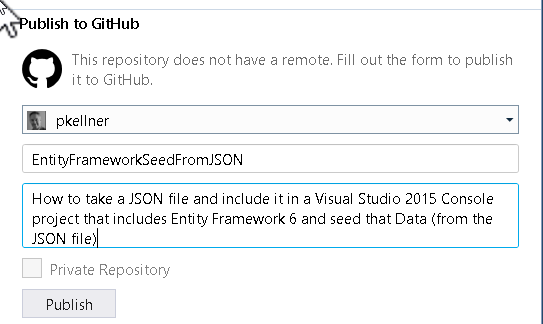 Publish to GitHub
This repository does not have a remote. Fill out the form to publish
it to GitHub.
pkellner
EntityFrameworkSeedFromJSON
How to take a JSON file and include it in a Visual Studio 2015 Console
project that includes Entity Framework 6 and seed that Data (from the
JSON file)
Private Repository
Publish